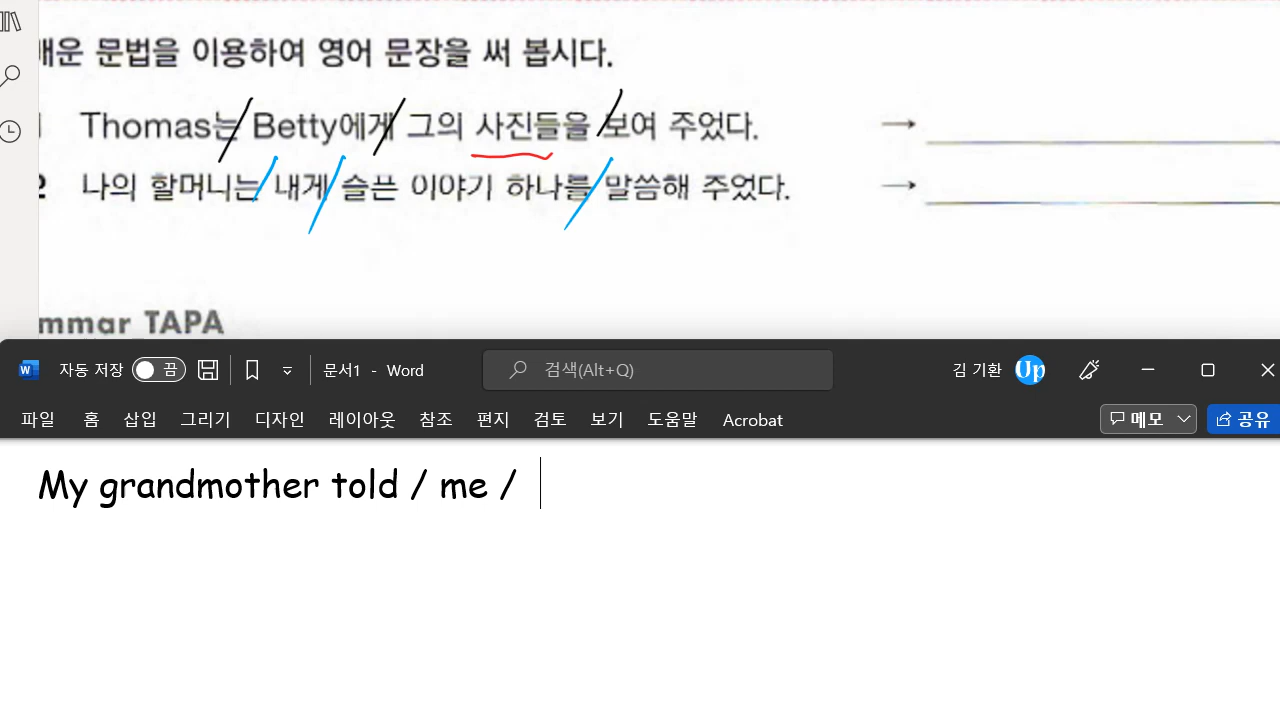 배운 문법을 이용하여 영어 문장을 써 봅시다.
Thomas는 Betty에게 그의 사진들을 보여 주었다. →
2 나의 할머니는 내게 슬픈 이야기 하나를 말씀해 주었다. →
mmar TAPA
자동 저장 끔 문서1 - Word 검색(Alt+Q) 김 기환 Up
파일 홈 삽입 그리기 디자인 레이아웃 참조 편지 검토 보기 도움말 Acrobat 메모 공유
My grandmother told / me /